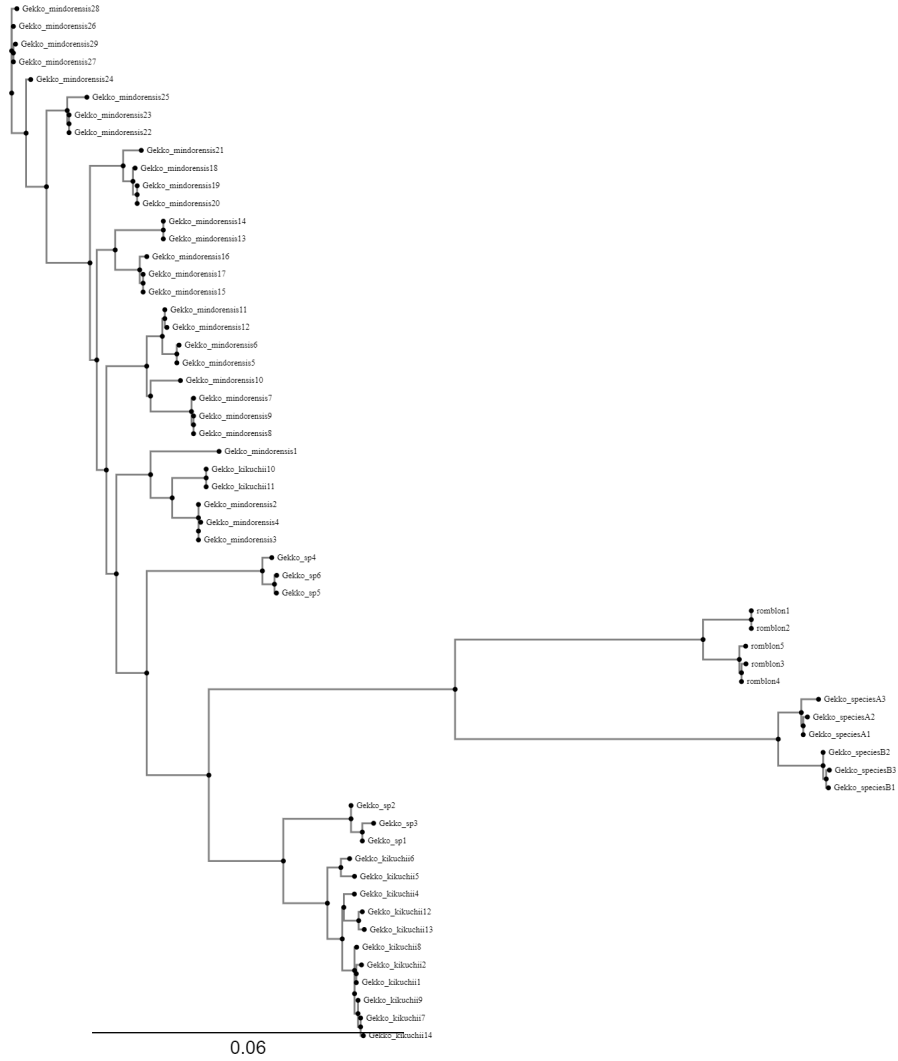 Gekko_mindorensis28
Gekko_mindorensis26
Gekko_mindorensis29
Gekko_mindorensis27
Gekko_mindorensis24
Gekko_mindorensis25
Gekko_mindorensis23
Gekko_mindorensis22
Gekko_mindorensis21
Gekko_mindorensis18
Gekko_mindorensis19
Gekko_mindorensis20
Gekko_mindorensis14
Gekko_mindorensis13
Gekko_mindorensis16
Gekko_mindorensis17
Gekko_mindorensis15
Gekko_mindorensis11
Gekko_mindorensis12
Gekko_mindorensis6
Gekko_mindorensis5
Gekko_mindorensis10
Gekko_mindorensis7
Gekko_mindorensis9
Gekko_mindorensis8
Gekko_mindorensis1
Gekko_kikuchii10
Gekko_kikuchii11
Gekko_mindorensis2
Gekko_mindorensis4
Gekko_mindorensis3
Gekko_sp4
Gekko_sp6
Gekko_sp5
romblon1
romblon2
romblon5
romblon3
romblon4
Gekko_speciesA3
Gekko_speciesA2
Gekko_speciesA1
Gekko_speciesB2
Gekko_speciesB3
Gekko_speciesB1
Gekko_sp2
Gekko_sp3
Gekko_sp1
Gekko_kikuchii6
Gekko_kikuchii5
Gekko_kikuchii4
Gekko_kikuchii12
Gekko_kikuchii13
Gekko_kikuchii8
Gekko_kikuchii2
Gekko_kikuchii1
Gekko_kikuchii9
Gekko_kikuchii7
Gekko_kikuchii14
0.06